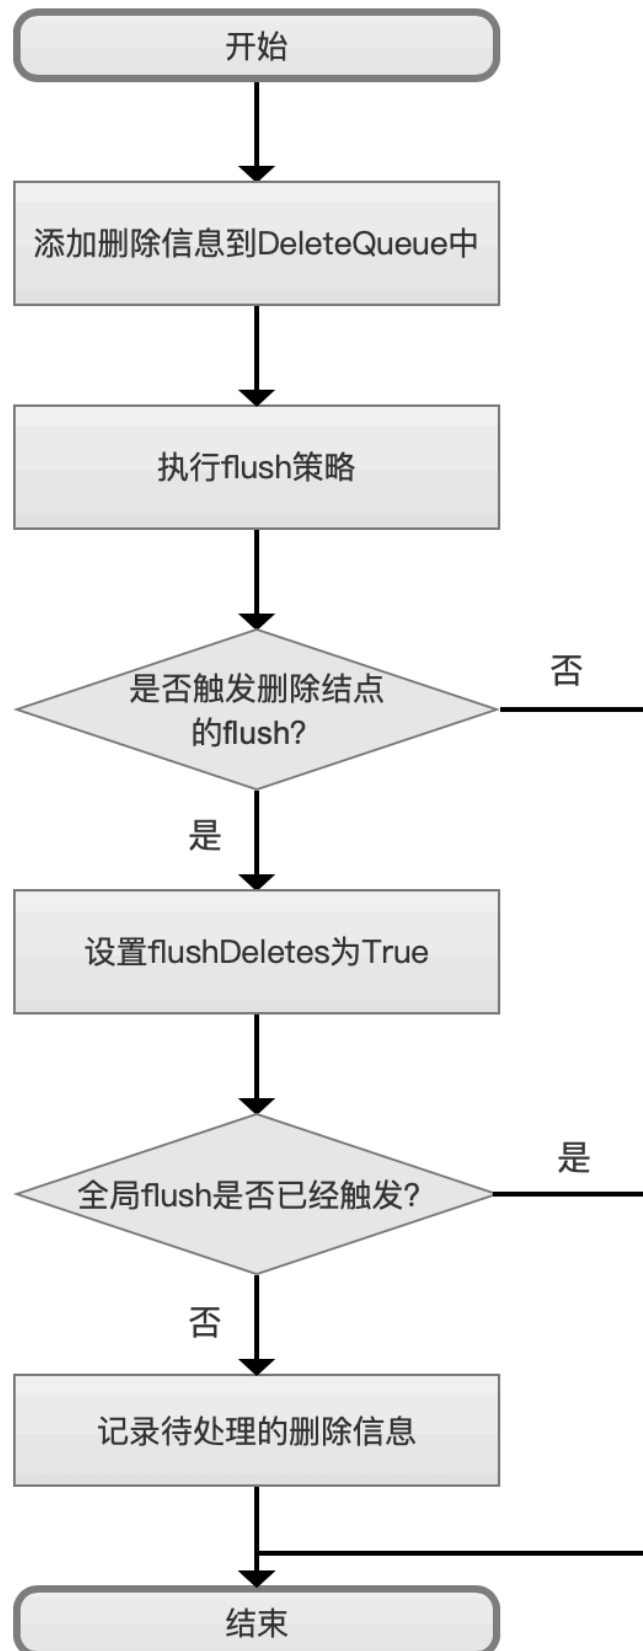 开始
添加删除信息到DeleteQueue中
执行flush策略
是否触发删除结点
的flush?
否
是
设置flushDeletes为True
全局flush是否已经触发?
是
否
记录待处理的删除信息
结束